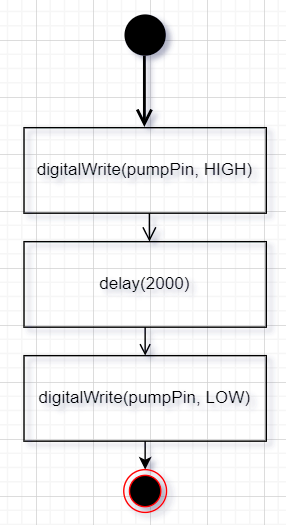 digitalWrite(pumpPin, HIGH)
delay(2000)
digitalWrite(pumpPin, LOW)